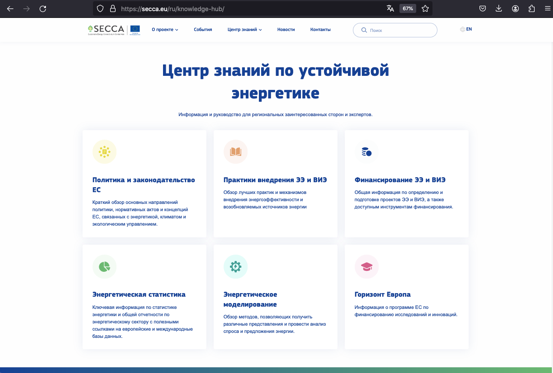 https://secca.eu/ru/knowledge-hub/
67%
SECCA
О проекте
События
Центр знаний
Новости
Контакты
Поиск
EN
Центр знаний по устойчивой
энергетике
Информация и руководство для региональных заинтересованных сторон и экспертов.
Политика и законодательство
ЕС
Краткий обзор основных направлений
политики, нормативных актов и концепций
ЕС, связанных с энергетикой, климатом и
экологическим управлением.
Практики внедрения ЭЭ и ВИЭ
Обзор лучших практик и механизмов
внедрения энергоэффективности и
возобновляемых источников энергии
Финансирование ЭЭ и ВИЭ
Общая информация по определению и
подготовке проектов ЭЭ и ВИЭ, а также
доступным инструментам финансирования.
Энергетическая статистика
Ключевая информация по статистике
энергетики и общей отчетности по
энергетическому сектору с полезными
ссылками на европейские и международные
базы данных.
Энергетическое
моделирование
Обзор методов, позволяющих получить
различные представления и провести анализ
спроса и предложения энергии.
Горизонт Европа
Информация о программе ЕС по
финансированию исследований и инноваций.